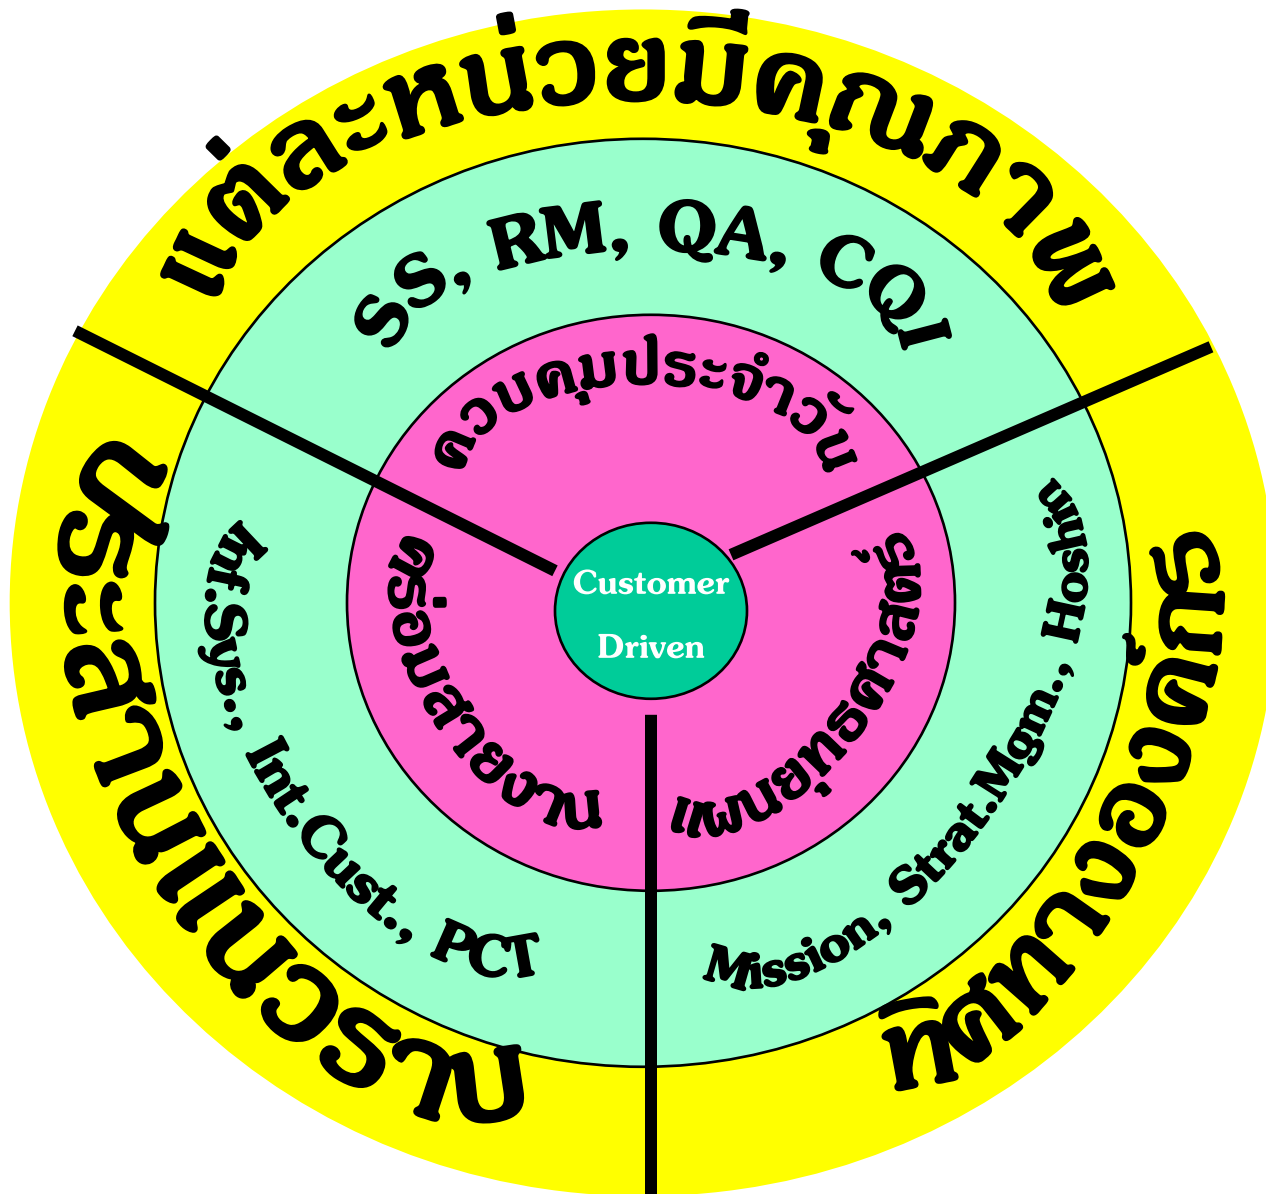 แต่ละหน่วยมีคุณภาพ
SS, RM, QA, CQI
ควบคุมประจำวัน
Customer
Driven
ประสานแนวราบ
Inf.Sys., Int.Cust., PCT
คร่อมสายงาน
แผนยุทธศาสตร์
Mission, Strat.Mgm., Hoshin
ทิศทางองค์กร